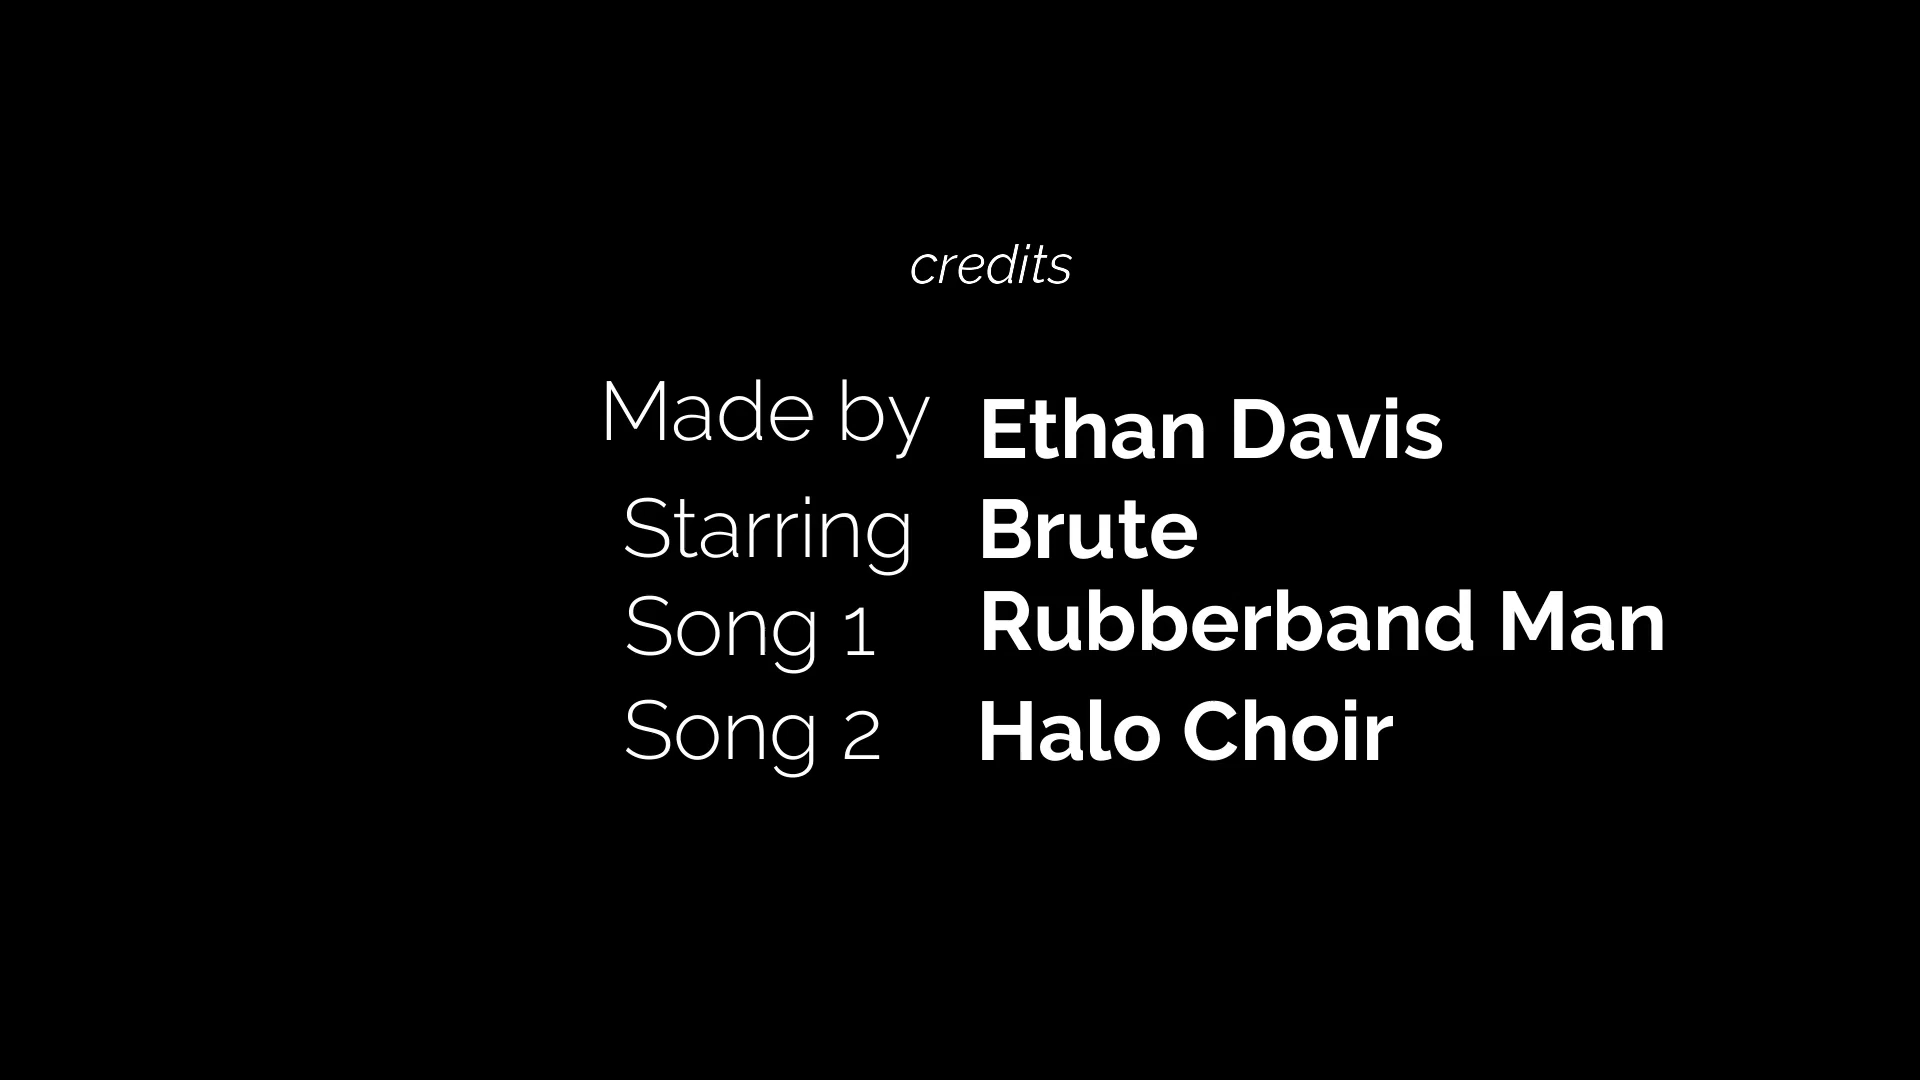 credits
Made by Ethan Davis
Starring Brute
Song 1 Rubberband Man
Song 2 Halo Choir